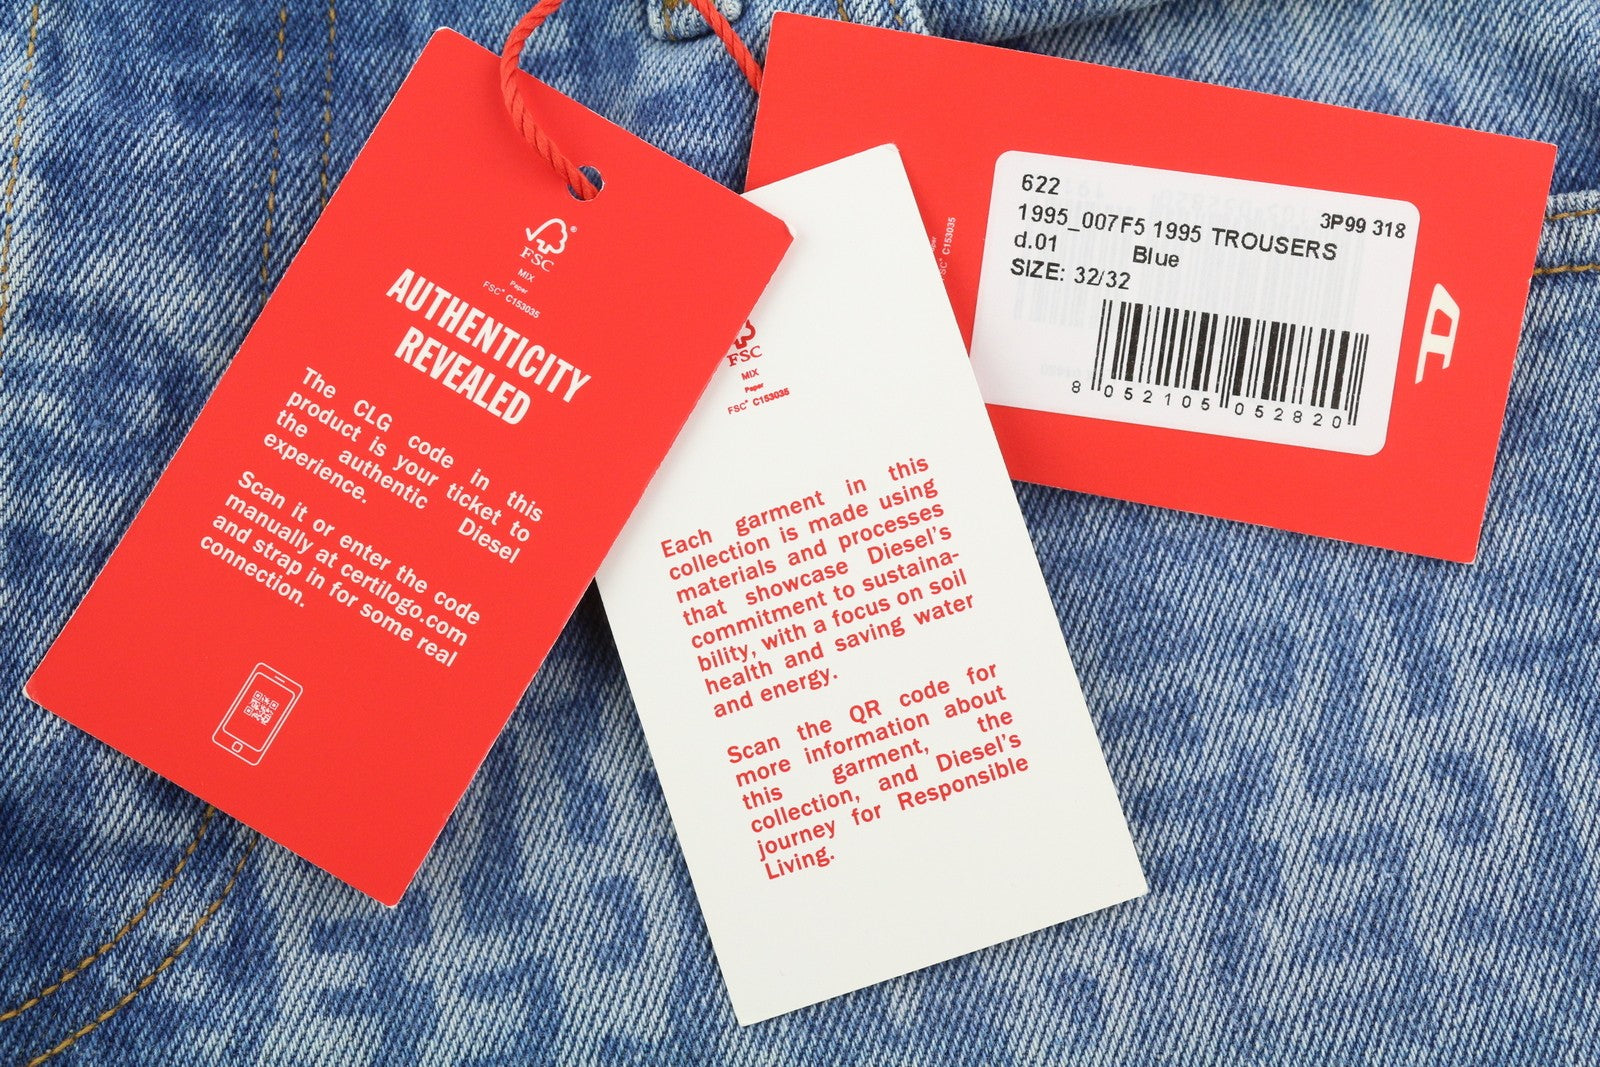 FSC®
MIX
Paper
FSC® C153035
AUTHENTICITY
REVEALED
The CLG code in this
product is your ticket to
the authentic Diesel
experience.
Scan it or enter the code
manually at certilogo.com
and strap in for some real
connection.
FSC
MIX
Paper
FSC® C153035
Each garment in this
collection is made using
materials and processes
that showcase Diesel's
commitment to sustaina-
bility, with a focus on soil
health and saving water
and energy.
Scan the QR code for
more information about
this garment, the
collection, and Diesel's
journey for Responsible
Living.
C153035
622
3P99 318
1995_007F5 1995 TROUSERS
d.01 Blue
SIZE: 32/32
8 052105 052820
D